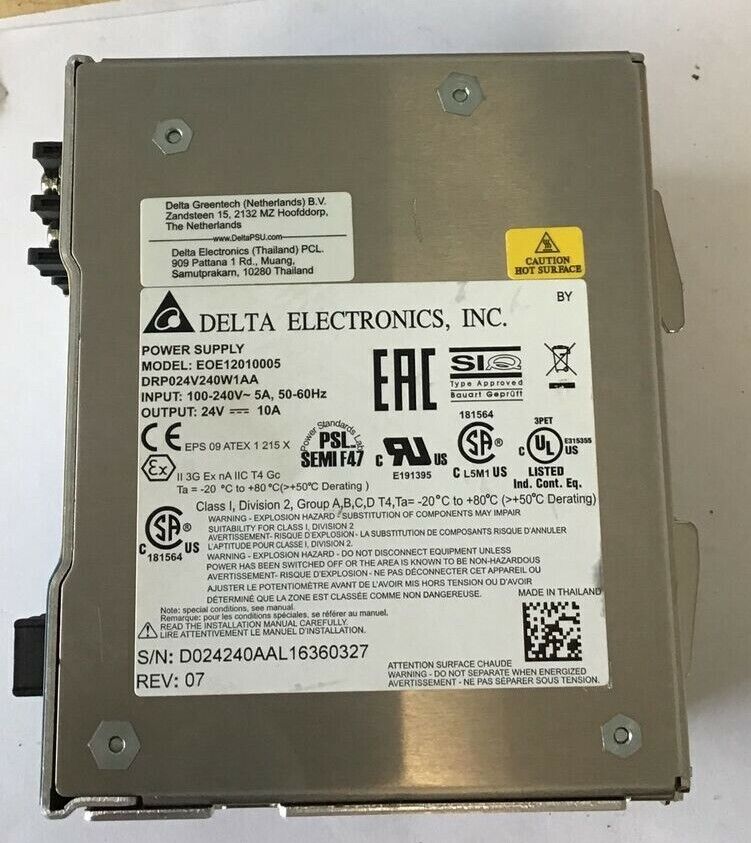 Delta Greentech (Netherlands) B.V.
Zandsteen 15, 2132 MZ Hoofddorp,
The Netherlands
www.DeltaPSU.com
Delta Electronics (Thailand) PCL.
909 Pattana 1 Rd., Muang,
Samutprakarn, 10280 Thailand
CAUTION
HOT SURFACE
BY
DELTA ELECTRONICS, INC.
POWER SUPPLY
MODEL: EOE12010005
DRP024V240W1AA
INPUT: 100-240V~ 5A, 50-60Hz
OUTPUT: 24V ⎓ 10A
EAC
SIQ
Type Approved
Bauart Geprüft
CE EPS 09 ATEX 1 215 X
Ex II 3G Ex nA IIC T4 Gc
Ta = -20 °C to +80 °C(>+50°C Derating )
Power Standards Lab
PSL
SEMI F47
C RU US
E191395
181564
SA ®
C L5M1 US
3PET
C UL ® US E315355
LISTED
Ind. Cont. Eq.
Class I, Division 2, Group A,B,C,D T4,Ta= -20°C to +80°C (>+50°C Derating)
SA ®
C US
181564
WARNING - EXPLOSION HAZARD - SUBSTITUTION OF COMPONENTS MAY IMPAIR
SUITABILITY FOR CLASS I, DIVISION 2
AVERTISSEMENT- RISQUE D'EXPLOSION - LA SUBSTITUTION DE COMPOSANTS RISQUE D'ANNULER
L'APTITUDE POUR CLASSE I, DIVISION 2.
WARNING - EXPLOSION HAZARD - DO NOT DISCONNECT EQUIPMENT UNLESS
POWER HAS BEEN SWITCHED OFF OR THE AREA IS KNOWN TO BE NON-HAZARDOUS
AVERTISSEMENT- RISQUE D'EXPLOSION - NE PAS DÉCONNECTER CET APPAREIL OU
AJUSTER LE POTENTIOMÈTRE AVANT DE L'AVOIR MIS HORS TENSION OU D'AVOIR
DÉTERMINÉ QUE LA ZONE EST CLASSÉE COMME NON DANGEREUSE.
MADE IN THAILAND
Note: special conditions, see manual.
Remarque: pour les conditions spéciales, se référer au manuel.
READ THE INSTALLATION MANUAL CAREFULLY.
LIRE ATTENTIVEMENT LE MANUEL D'INSTALLATION.
S/N: D024240AAL16360327
REV: 07
ATTENTION SURFACE CHAUDE
WARNING - DO NOT SEPARATE WHEN ENERGIZED
AVERTISSEMENT - NE PAS SÉPARER SOUS TENSION.